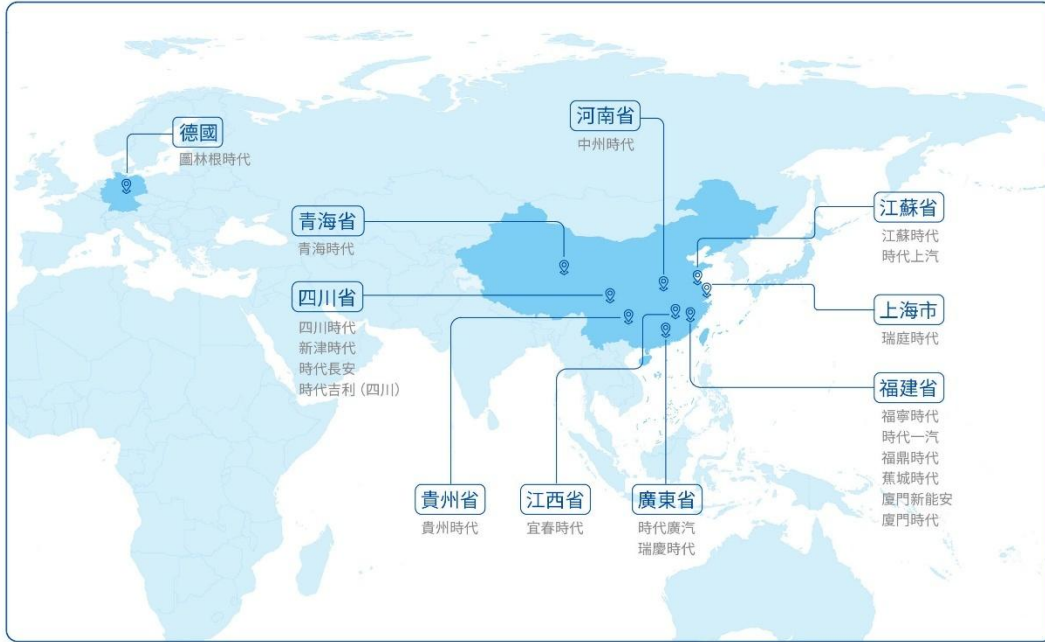 德國
圖林根時代
河南省
中州時代
青海省
青海時代
江蘇省
江蘇時代
時代上汽
四川省
四川時代
新津時代
時代長安
時代吉利（四川）
上海市
瑞庭時代
福建省
福寧時代
時代一汽
福鼎時代
蕉城時代
廈門新能安
廈門時代
貴州省
貴州時代
江西省
宜春時代
廣東省
時代廣汽
瑞慶時代